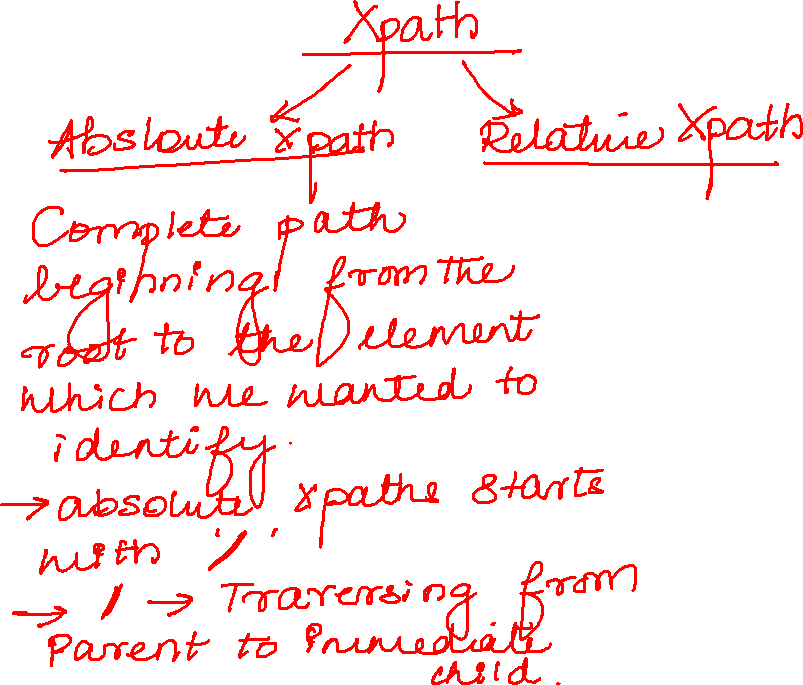 Xpath
Absloute xpath
Relative Xpath
Complete path
beginning from the
root to the element
which we wanted to
identify.
→ absolute xpathe starts
with '/'
→ / → Traversing from
Parent to immediate
child.